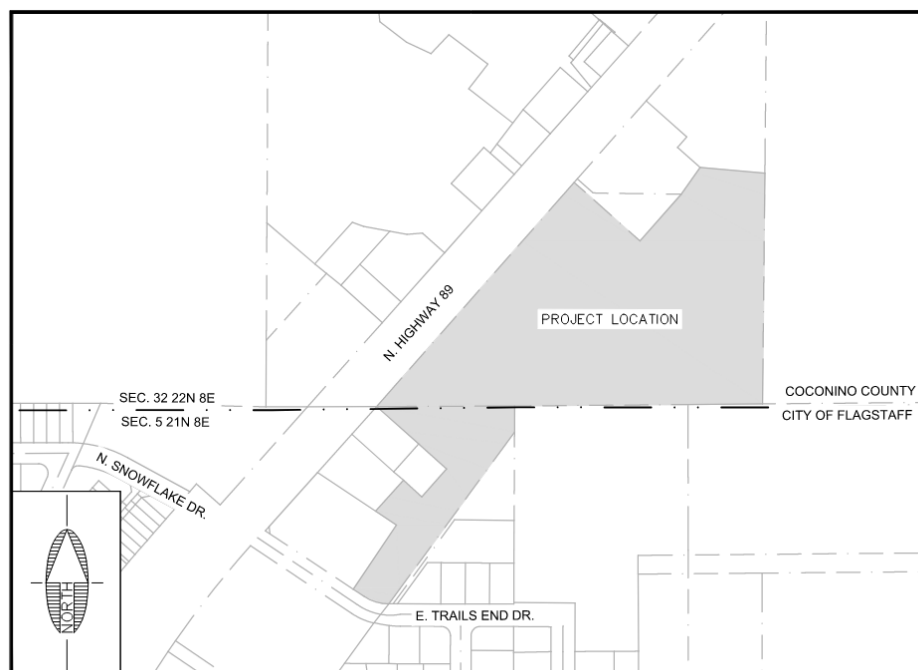 N. HIGHWAY 89
PROJECT LOCATION
SEC. 32 22N 8E
COCONINO COUNTY
SEC. 5 21N 8E
CITY OF FLAGSTAFF
N. SNOWFLAKE DR.
NORTH
E. TRAILS END DR.